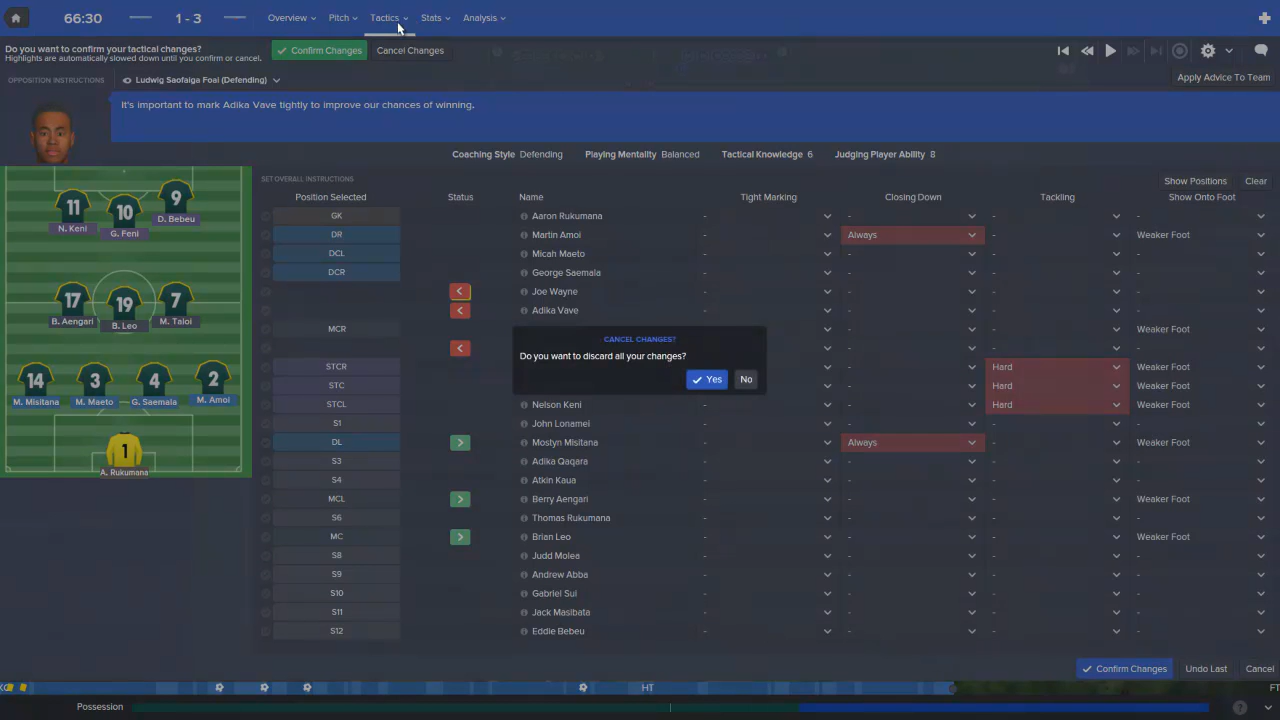 66:30
1 - 3
Overview
Pitch
Tactics
Stats
Analysis
Do you want to confirm your tactical changes?
Highlights are automatically slowed down until you confirm or cancel.
Confirm Changes
Cancel Changes
OPPOSITION INSTRUCTIONS
Ludwig Saofaiga Foai (Defending)
Apply Advice To Team
It's important to mark Adika Vave tightly to improve our chances of winning.
Coaching Style Defending
Playing Mentality Balanced
Tactical Knowledge 6
Judging Player Ability 8
11
N. Keni
10
G. Feni
9
D. Bebeu
17
B. Aengari
19
B. Leo
7
M. Taloi
14
M. Misitana
3
M. Maeto
4
G. Saemala
2
M. Amoi
1
A. Rukumana
SET OVERALL INSTRUCTIONS
Show Positions
Clear
Position Selected Status Name Tight Marking Closing Down Tackling Show Onto Foot
GK Aaron Rukumana - - - -
DR Martin Amoi - Always - Weaker Foot
DCL Micah Maeto - - - -
DCR George Saemala - - - -
Joe Wayne - - - -
Adika Vave - - - -
MCR Weaker Foot
CANCEL CHANGES?
Do you want to discard all your changes?
Yes
No
STCR Hard Weaker Foot
STC Hard Weaker Foot
STCL Nelson Keni - - Hard Weaker Foot
S1 John Lonamei - - - -
DL Mostyn Misitana - Always - Weaker Foot
S3 Adika Qaqara - - - -
S4 Atkin Kaua - - - -
MCL Berry Aengari - - - Weaker Foot
S6 Thomas Rukumana - - - -
MC Brian Leo - - - Weaker Foot
S8 Judd Molea - - - -
S9 Andrew Abba - - - -
S10 Gabriel Sui - - - -
S11 Jack Masibata - - - -
S12 Eddie Bebeu - - - -
Confirm Changes
Undo Last
Cancel
HT
FT
Possession